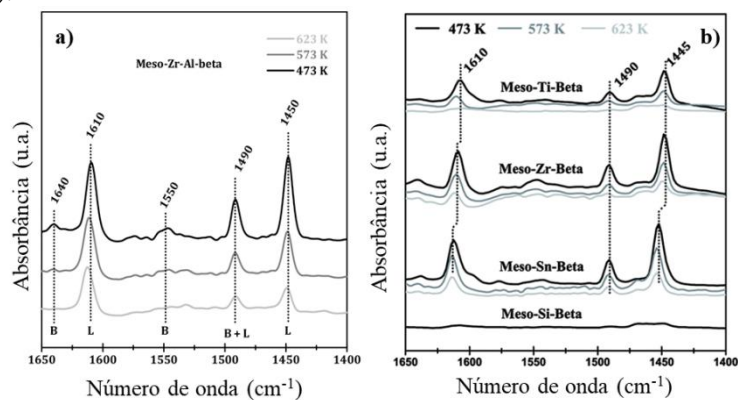 a)
623 K
573 K
473 K
Meso-Zr-Al-beta
1640
1610
1550
1490
1450
B
L
B
B + L
L
1650
1600
1550
1500
1450
1400
Absorbância (u.a.)
Número de onda (cm⁻¹)
473 K
573 K
623 K
b)
1610
1490
1445
Meso-Ti-Beta
Meso-Zr-Beta
Meso-Sn-Beta
Meso-Si-Beta
1650
1600
1550
1500
1450
1400
Absorbância (u.a.)
Número de onda (cm⁻¹)